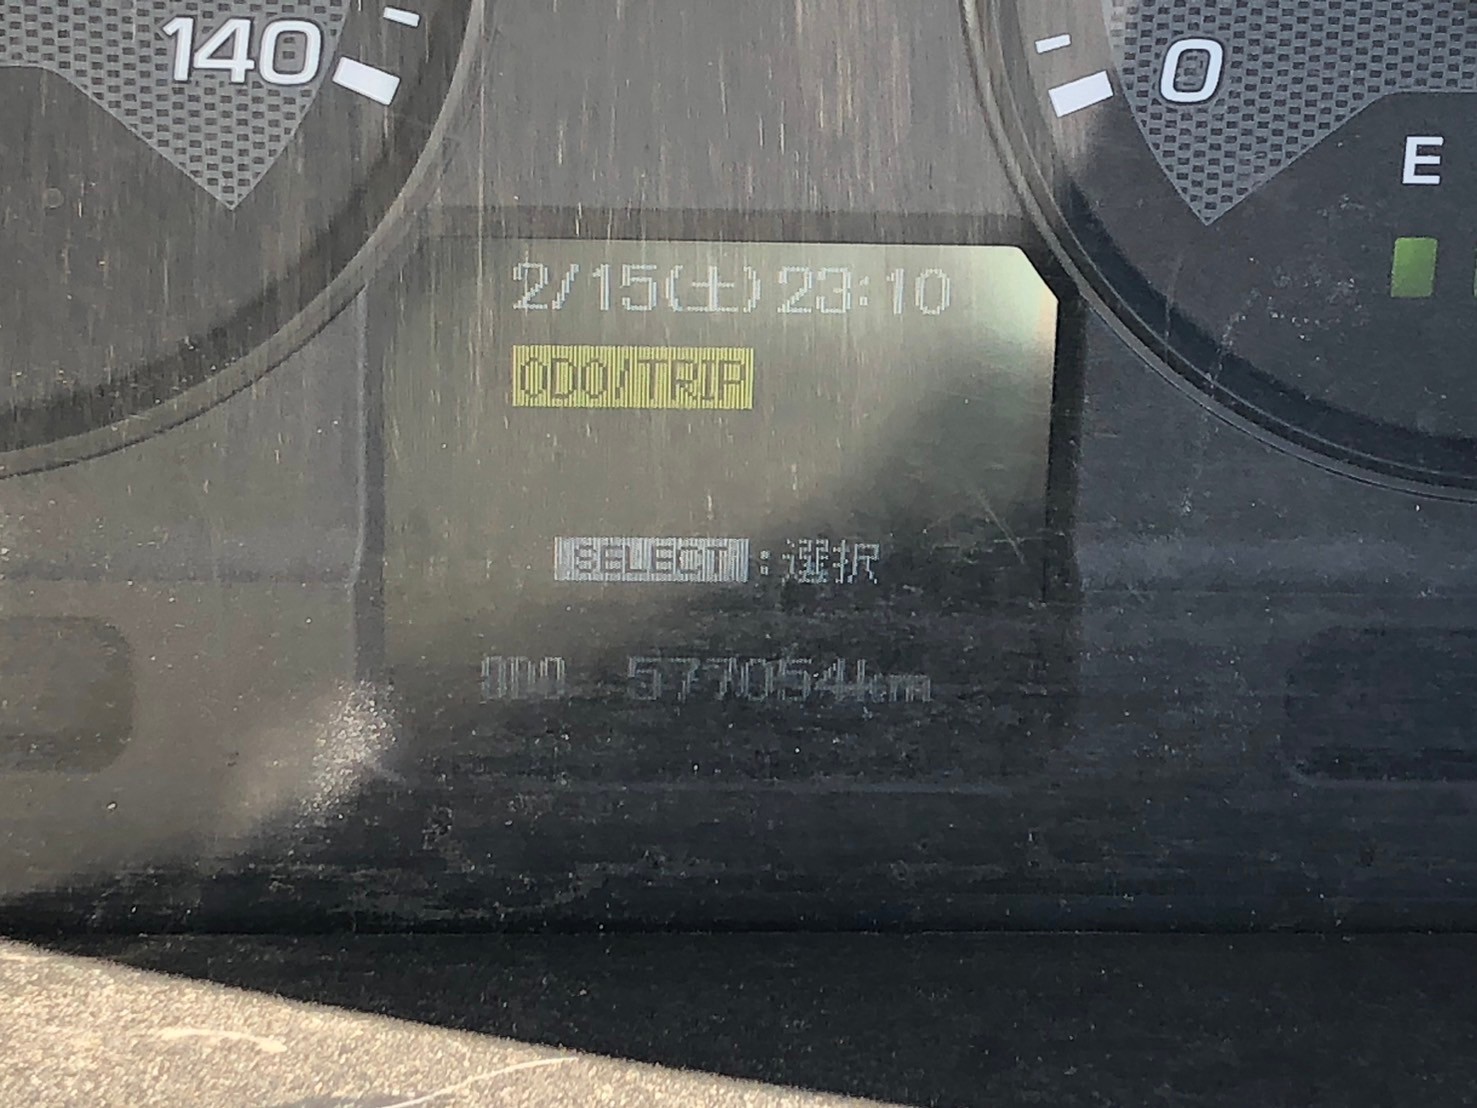 140
0
E
2/15(土) 23:10
ODO/TRIP
SELECT:選択
ODO 577054km